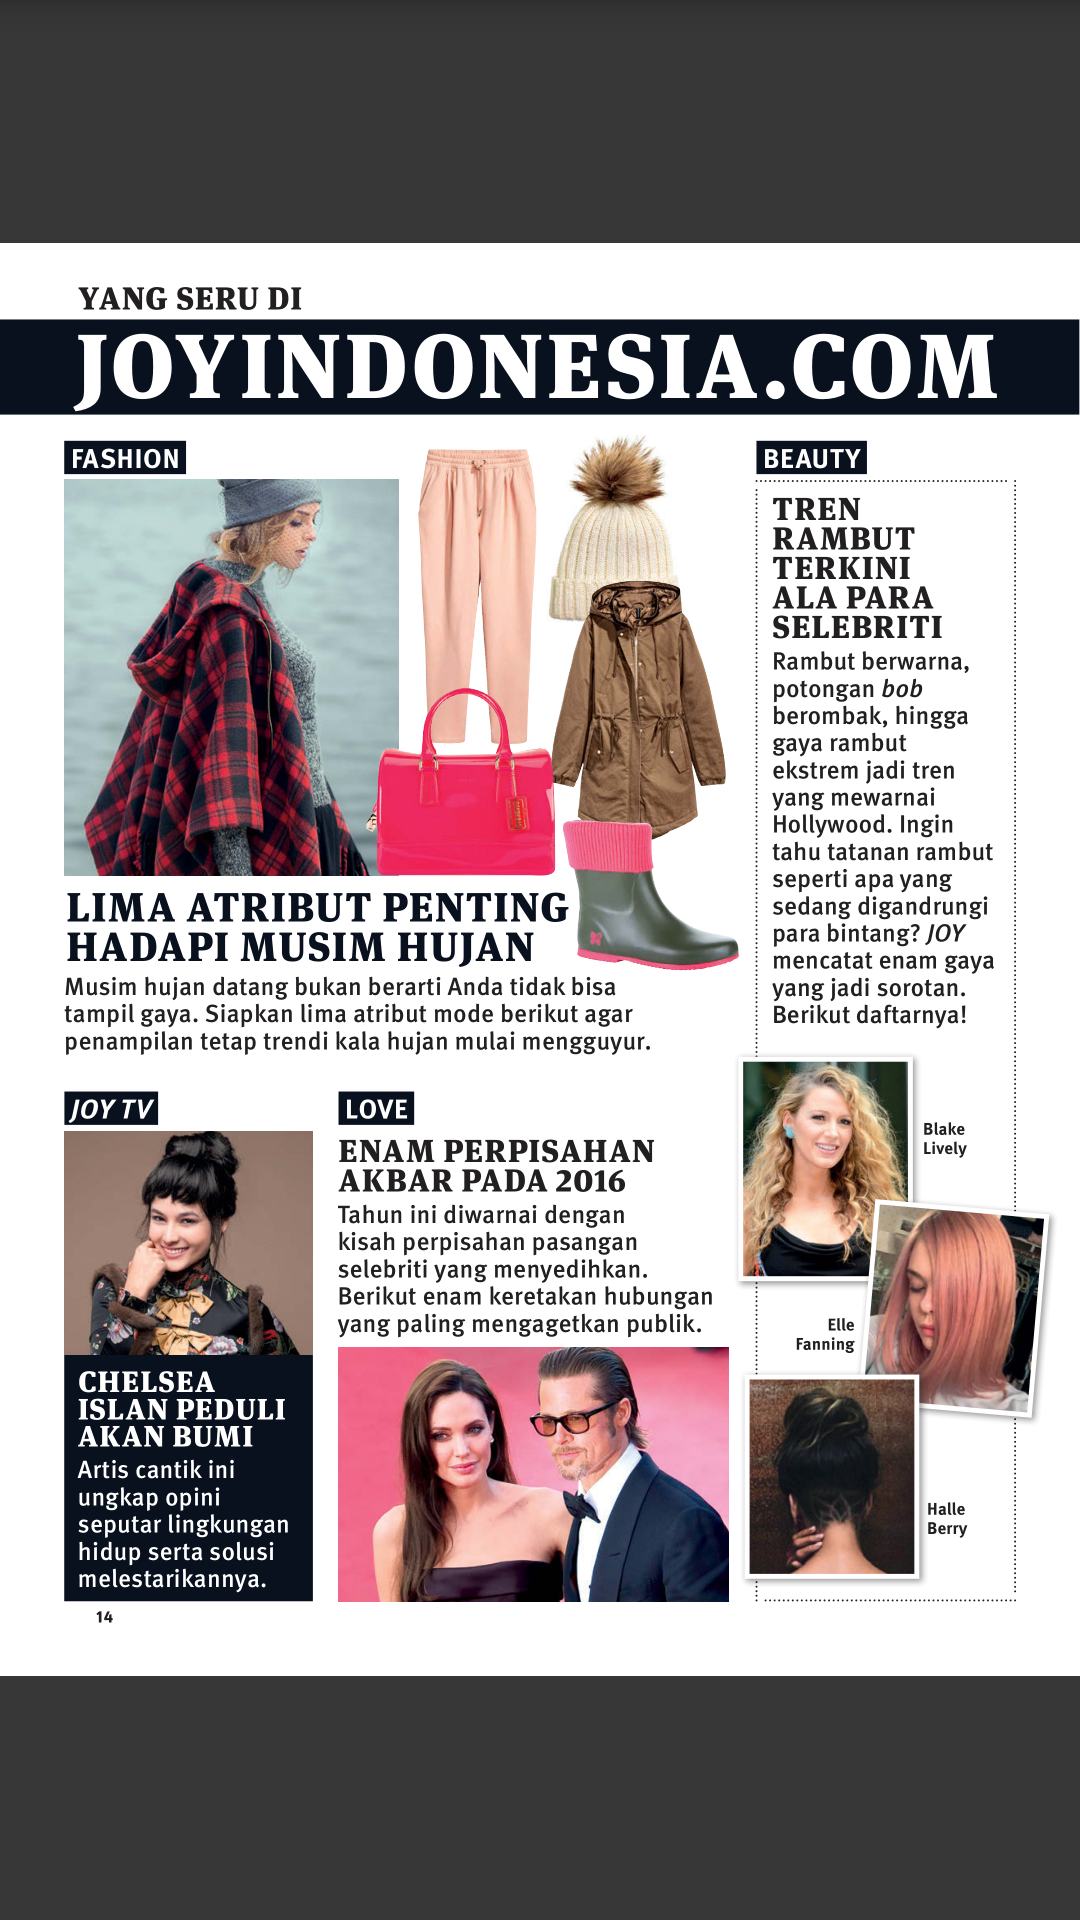 YANG SERU DI
JOYINDONESIA.COM
FASHION
LIMA ATRIBUT PENTING
HADAPI MUSIM HUJAN
Musim hujan datang bukan berarti Anda tidak bisa
tampil gaya. Siapkan lima atribut mode berikut agar
penampilan tetap trendi kala hujan mulai mengguyur.
JOY TV
CHELSEA
ISLAN PEDULI
AKAN BUMI
Artis cantik ini
ungkap opini
seputar lingkungan
hidup serta solusi
melestarikannya.
LOVE
ENAM PERPISAHAN
AKBAR PADA 2016
Tahun ini diwarnai dengan
kisah perpisahan pasangan
selebriti yang menyedihkan.
Berikut enam keretakan hubungan
yang paling mengagetkan publik.
BEAUTY
TREN
RAMBUT
TERKINI
ALA PARA
SELEBRITI
Rambut berwarna,
potongan bob
berombak, hingga
gaya rambut
ekstrem jadi tren
yang mewarnai
Hollywood. Ingin
tahu tatanan rambut
seperti apa yang
sedang digandrungi
para bintang? JOY
mencatat enam gaya
yang jadi sorotan.
Berikut daftarnya!
Blake
Lively
Elle
Fanning
Halle
Berry
14